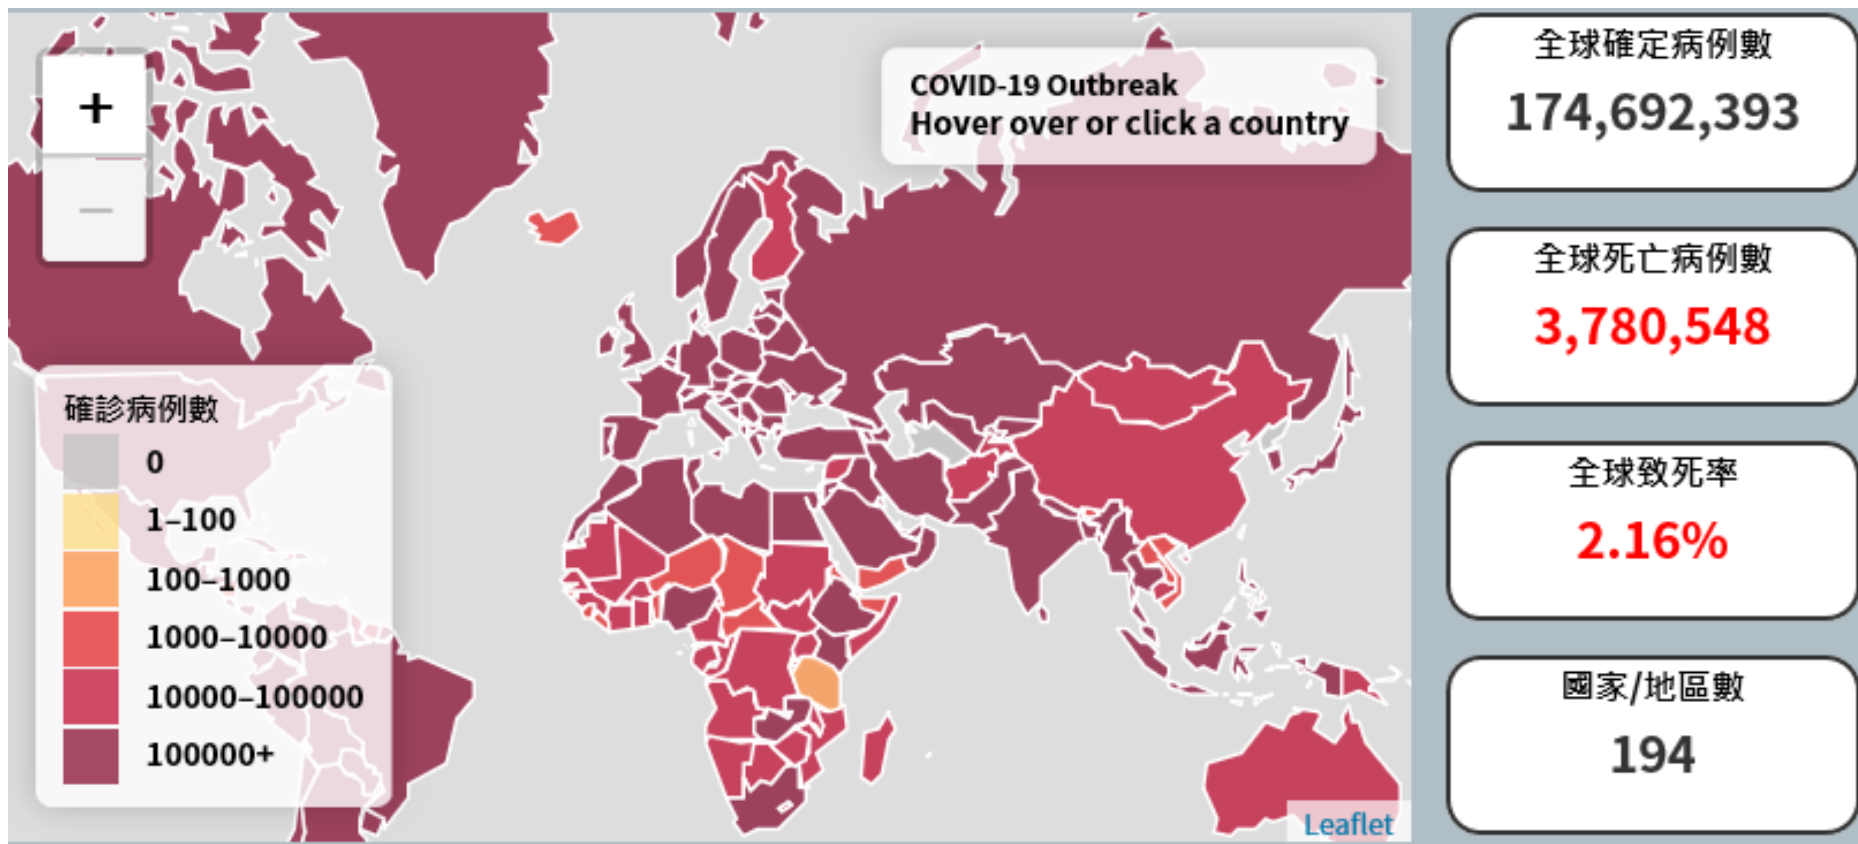 +
−
COVID-19 Outbreak
Hover over or click a country
確診病例數
0
1–100
100–1000
1000–10000
10000–100000
100000+
Leaflet
全球確定病例數
174,692,393
全球死亡病例數
3,780,548
全球致死率
2.16%
國家/地區數
194